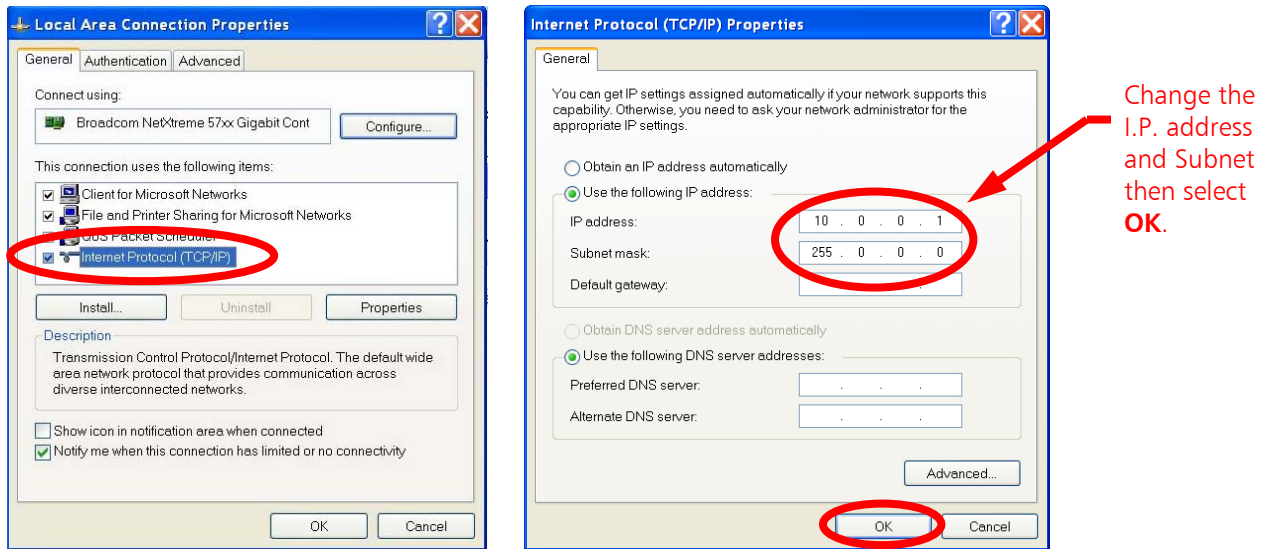 Local Area Connection Properties
General Authentication Advanced
Connect using:
Broadcom NetXtreme 57xx Gigabit Cont Configure...
This connection uses the following items:
Client for Microsoft Networks
File and Printer Sharing for Microsoft Networks
QoS Packet Scheduler
Internet Protocol (TCP/IP)
Install... Uninstall Properties
Description
Transmission Control Protocol/Internet Protocol. The default wide
area network protocol that provides communication across
diverse interconnected networks.
Show icon in notification area when connected
Notify me when this connection has limited or no connectivity
OK Cancel
Internet Protocol (TCP/IP) Properties
General
You can get IP settings assigned automatically if your network supports this
capability. Otherwise, you need to ask your network administrator for the
appropriate IP settings.
Obtain an IP address automatically
Use the following IP address:
IP address: 10 . 0 . 0 . 1
Subnet mask: 255 . 0 . 0 . 0
Default gateway: . . .
Obtain DNS server address automatically
Use the following DNS server addresses:
Preferred DNS server: . . .
Alternate DNS server: . . .
Advanced...
OK Cancel
Change the
I.P. address
and Subnet
then select
OK.